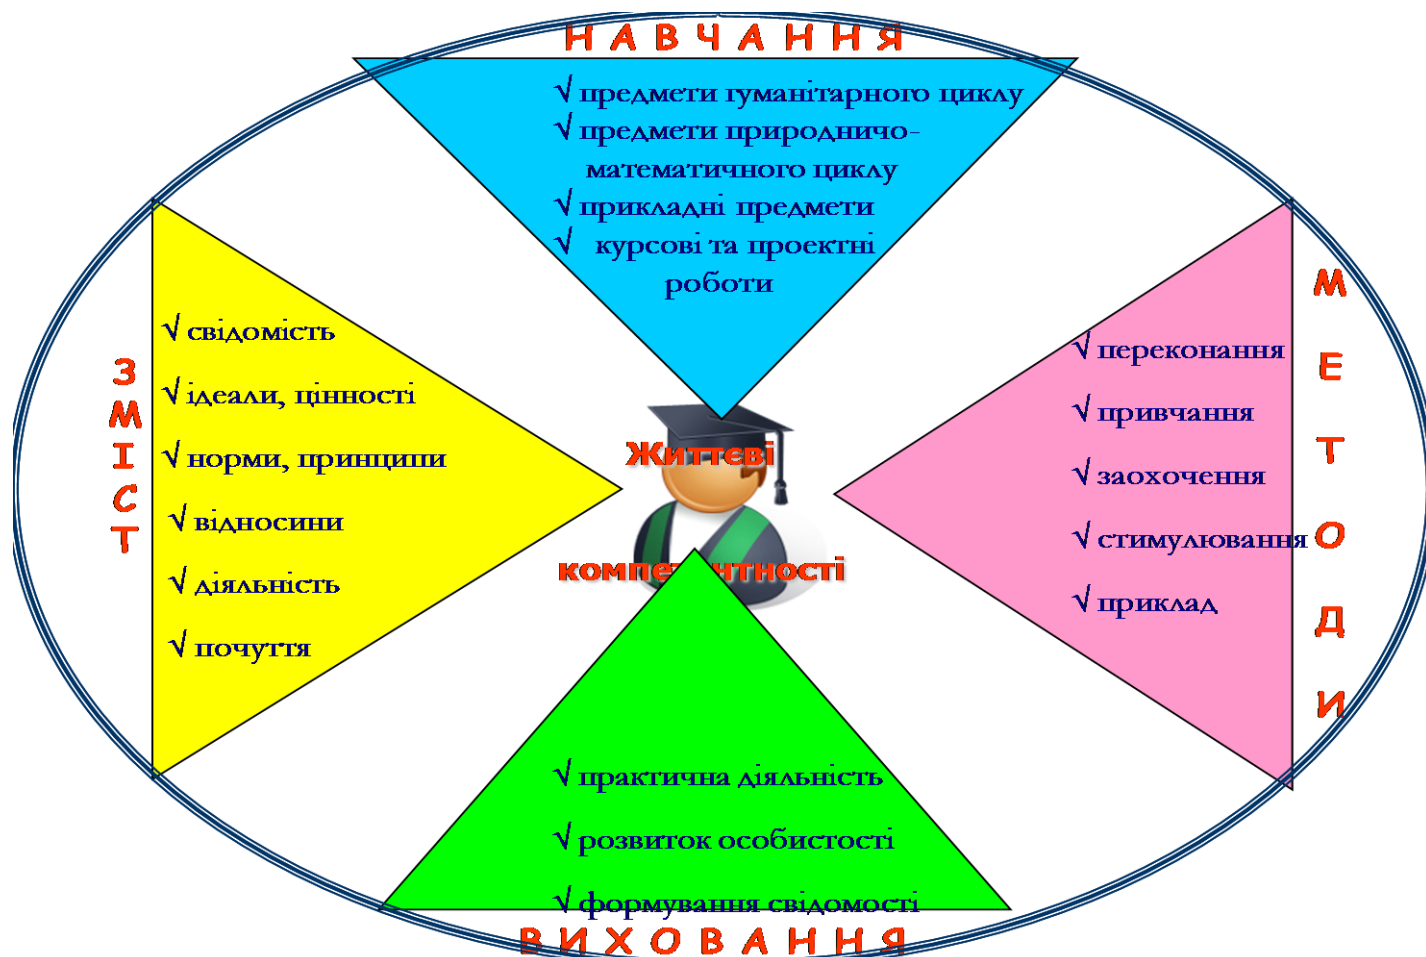 НАВЧАННЯ
√ предмети гуманітарного циклу
√ предмети природничо-
математичного циклу
√ прикладні предмети
√ курсові та проектні
роботи
ЗМІСТ
√ свідомість
√ ідеали, цінності
√ норми, принципи
√ відносини
√ діяльність
√ почуття
Життєві
компетентності
МЕТОДИ
√ переконання
√ привчання
√ заохочення
√ стимулювання
√ приклад
√ практична діяльність
√ розвиток особистості
√ формування свідомості
ВИХОВАННЯ